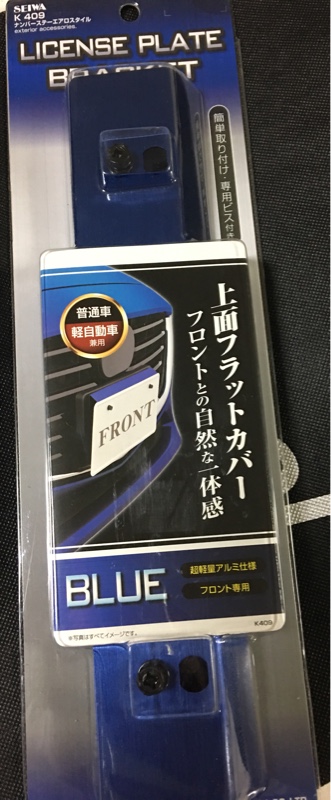 SEIWA
K 409
ナンバーステーエアロスタイル
exterior accessories.
LICENSE PLATE
BRACKET
簡単取り付け・専用ビス付き
普通車
軽自動車
兼用
上面フラットカバー
フロントとの自然な一体感
FRONT
BLUE
超軽量アルミ仕様
フロント専用
K409
※写真はすべてイメージです。